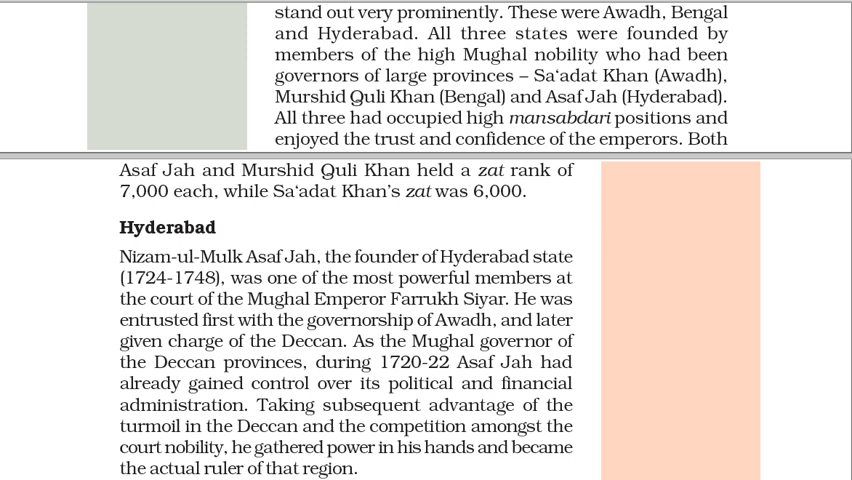 stand out very prominently. These were Awadh, Bengal
and Hyderabad. All three states were founded by
members of the high Mughal nobility who had been
governors of large provinces – Sa‘adat Khan (Awadh),
Murshid Quli Khan (Bengal) and Asaf Jah (Hyderabad).
All three had occupied high mansabdari positions and
enjoyed the trust and confidence of the emperors. Both
Asaf Jah and Murshid Quli Khan held a zat rank of
7,000 each, while Sa‘adat Khan’s zat was 6,000.
Hyderabad
Nizam-ul-Mulk Asaf Jah, the founder of Hyderabad state
(1724-1748), was one of the most powerful members at
the court of the Mughal Emperor Farrukh Siyar. He was
entrusted first with the governorship of Awadh, and later
given charge of the Deccan. As the Mughal governor of
the Deccan provinces, during 1720-22 Asaf Jah had
already gained control over its political and financial
administration. Taking subsequent advantage of the
turmoil in the Deccan and the competition amongst the
court nobility, he gathered power in his hands and became
the actual ruler of that region.